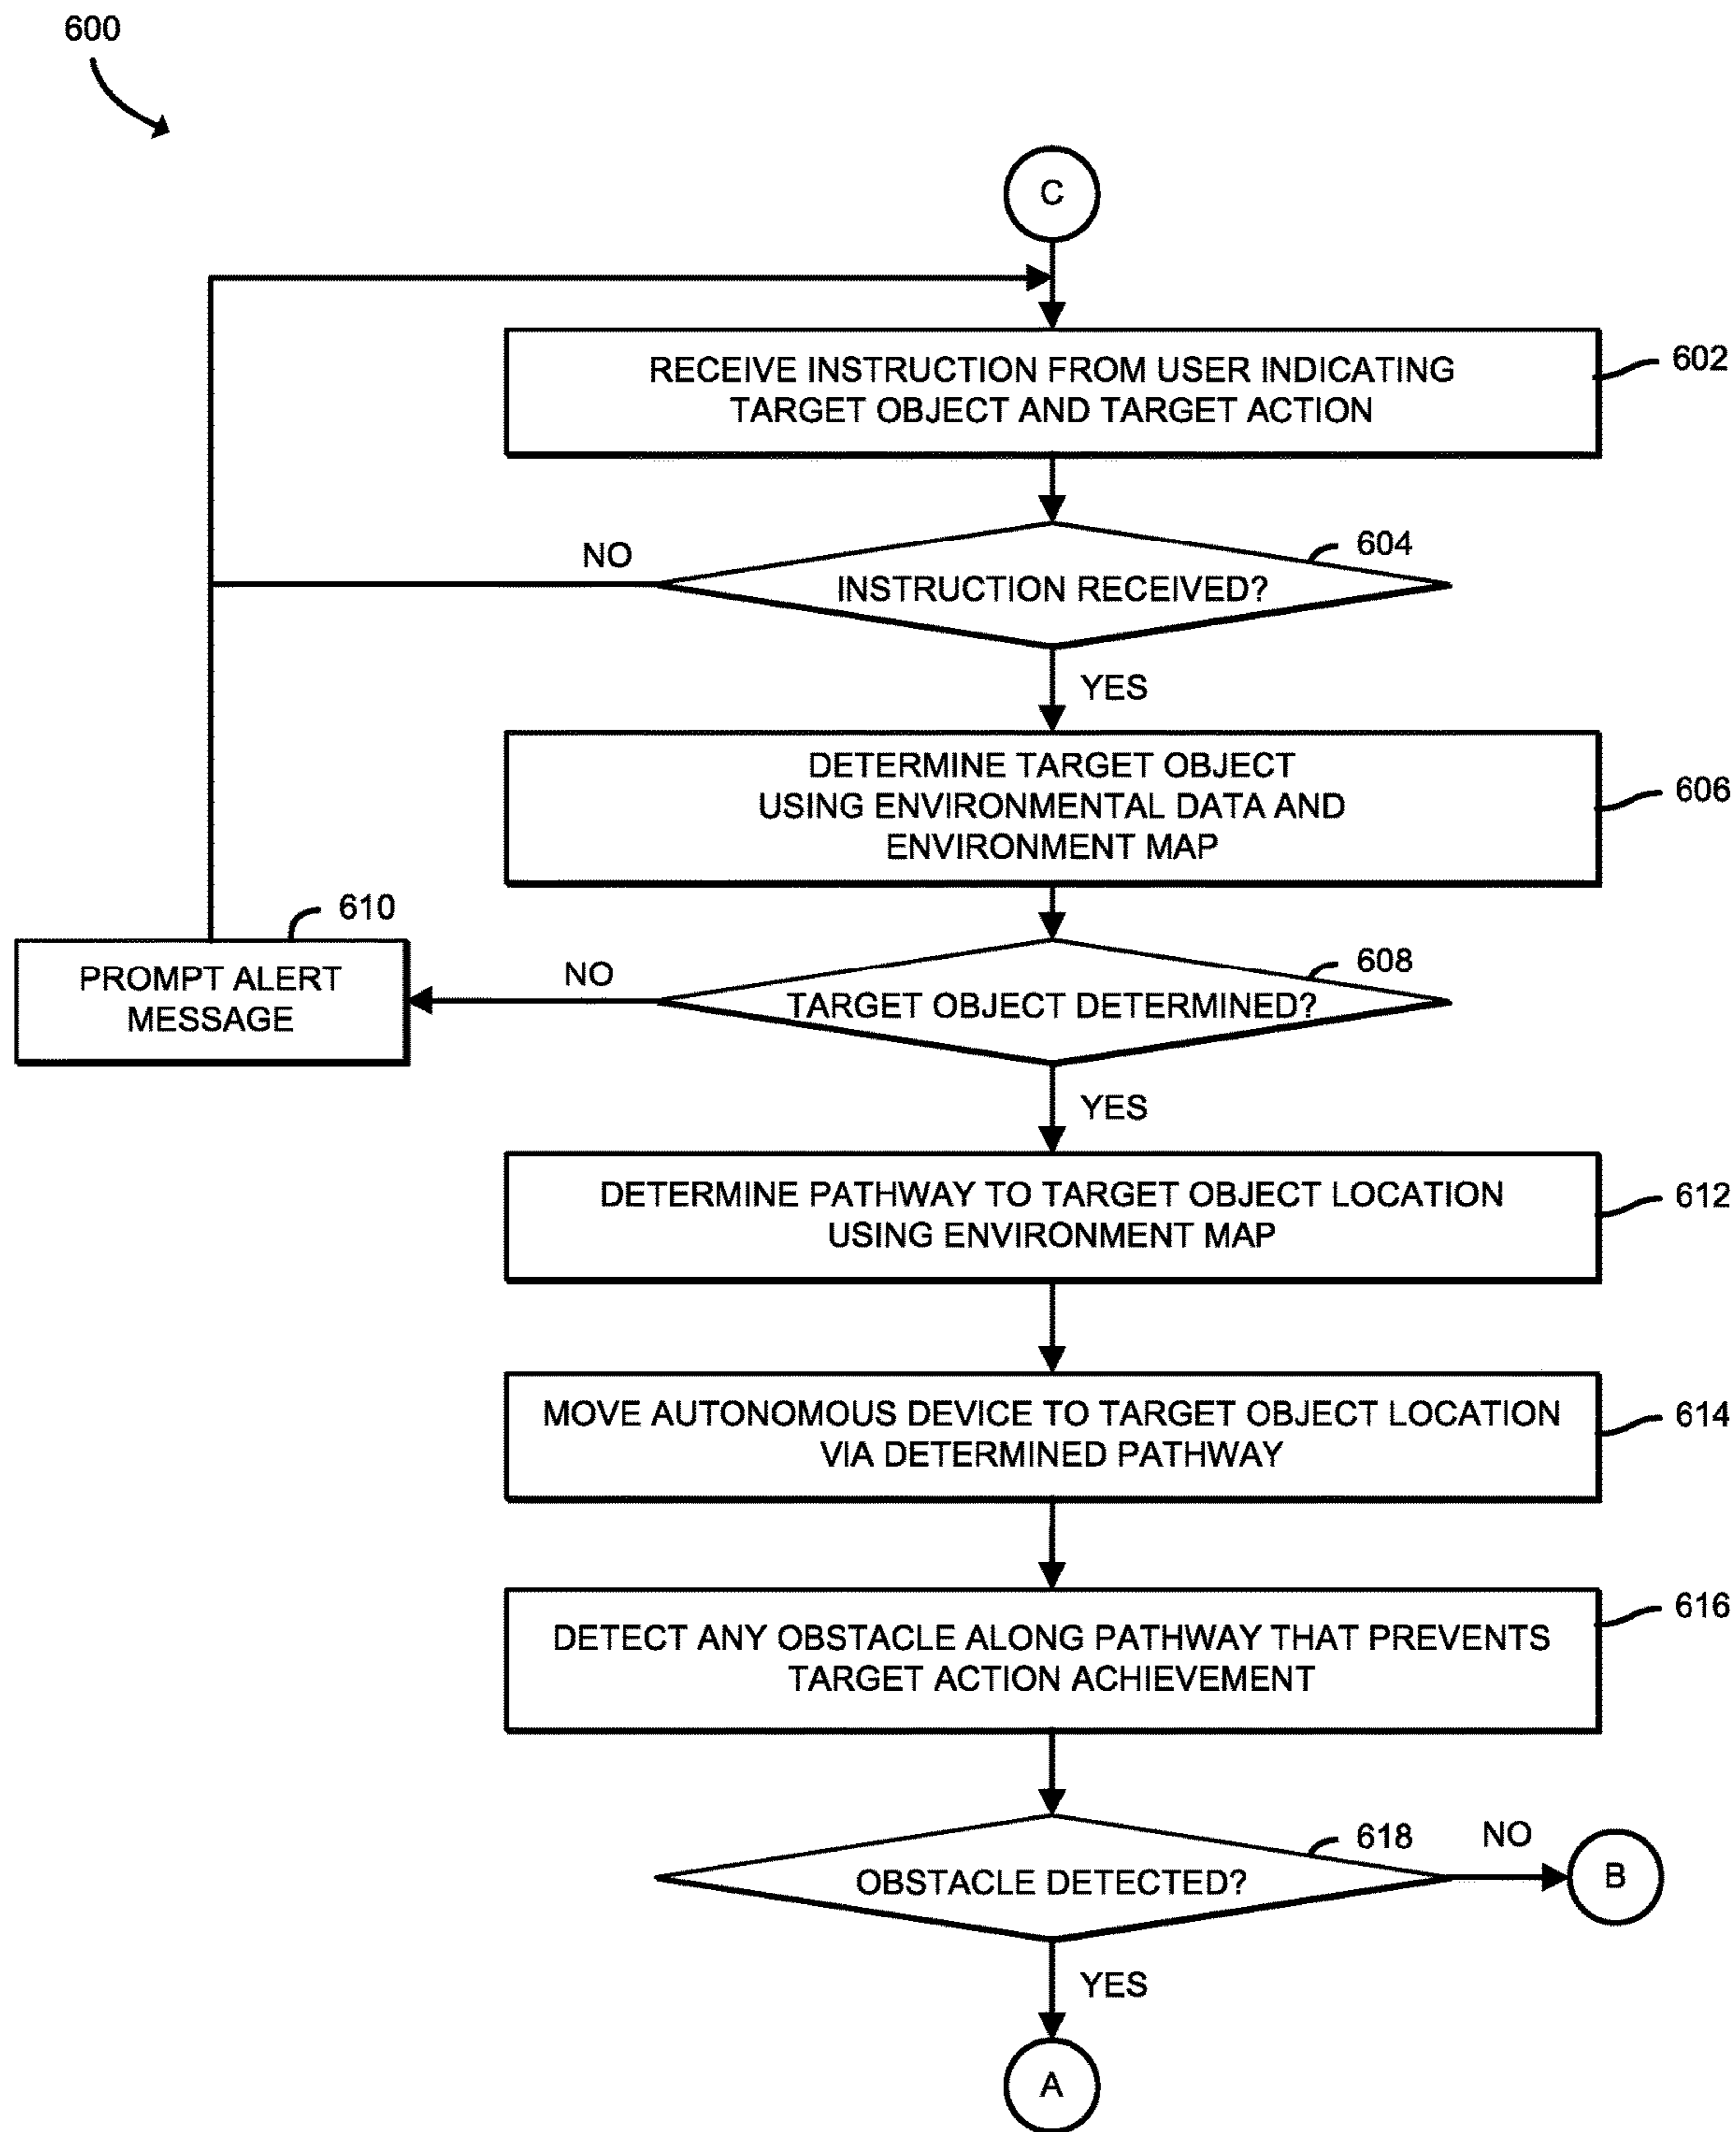 600
C
RECEIVE INSTRUCTION FROM USER INDICATING
TARGET OBJECT AND TARGET ACTION
602
604
NO
INSTRUCTION RECEIVED?
YES
DETERMINE TARGET OBJECT
USING ENVIRONMENTAL DATA AND
ENVIRONMENT MAP
606
610
PROMPT ALERT
MESSAGE
NO
608
TARGET OBJECT DETERMINED?
YES
DETERMINE PATHWAY TO TARGET OBJECT LOCATION
USING ENVIRONMENT MAP
612
MOVE AUTONOMOUS DEVICE TO TARGET OBJECT LOCATION
VIA DETERMINED PATHWAY
614
DETECT ANY OBSTACLE ALONG PATHWAY THAT PREVENTS
TARGET ACTION ACHIEVEMENT
616
618
NO
OBSTACLE DETECTED?
B
YES
A